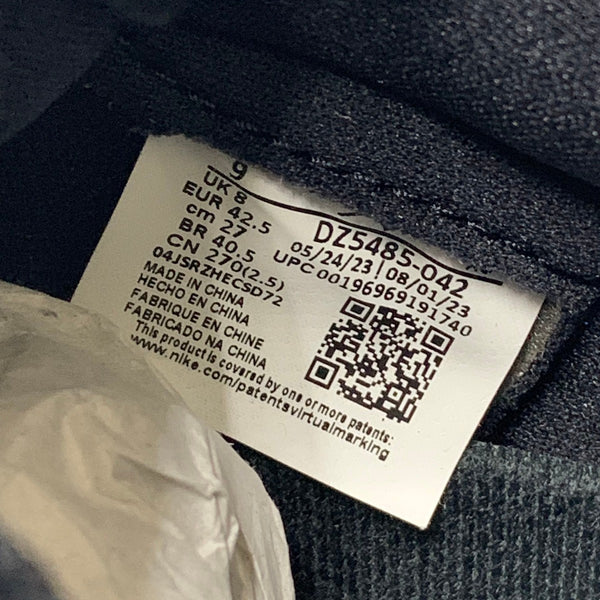 9
UK 8
EUR 42.5
cm 27
BR 40.5
CN 270(2.5)
04JSRZHECSD72
DZ5485-042
05/24/23 | 08/01/23
UPC 00196969191740
MADE IN CHINA
HECHO EN CHINA
FABRIQUE EN CHINE
FABRICADO NA CHINA
This product is covered by one or more patents:
www.nike.com/patentsvirtualmarking